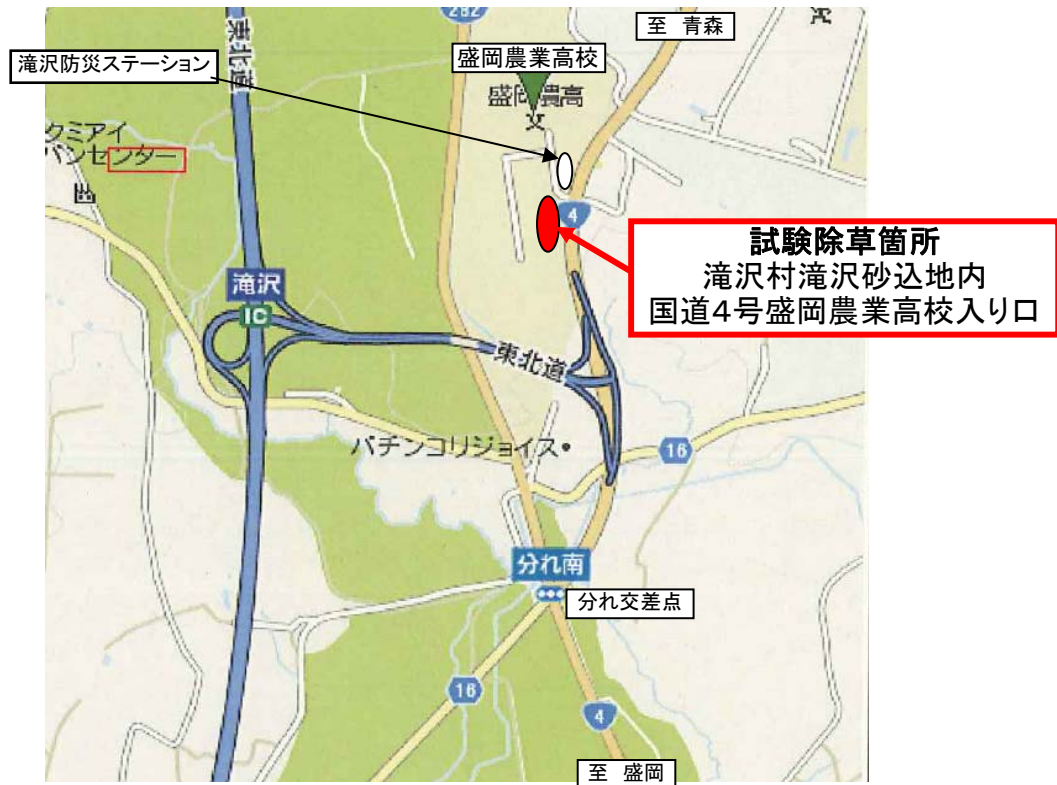 282
至 青森
東北道
滝沢防災ステーション
盛岡農業高校
盛岡農高
文
クミアイ
パンセンター
4
試験除草箇所
滝沢村滝沢砂込地内
国道4号盛岡農業高校入り口
滝沢
IC
東北道
パチンコリジョイス
16
分れ南
分れ交差点
16
4
至 盛岡